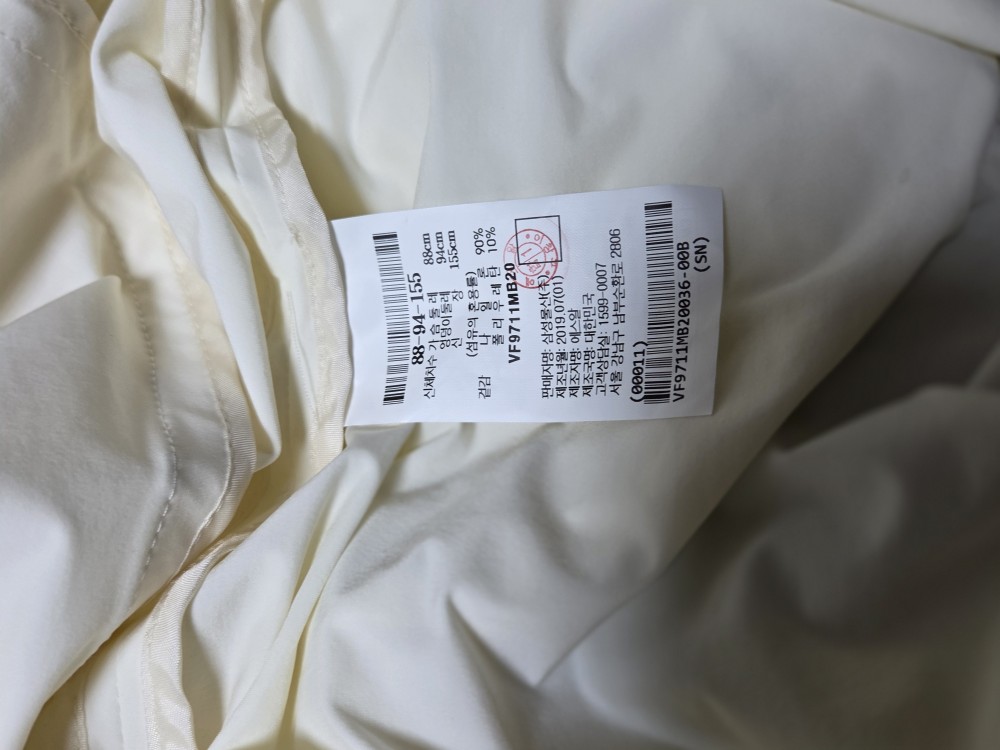 88-94-155
신체치수 가슴둘레 88cm
엉덩이둘레 94cm
신장 155cm
(섬유의 혼용률)
겉감 나일론 90%
폴리우레탄 10%
VF9711MB20
판매자명: 삼성물산(주)
제조년월: 2019.07(01)
제조자명: 에스알
제조국명: 대한민국
고객상담실: 1599-0007
서울 강남구 남부순환로 2806
(00011)
VF9711MB20036-00B
(SN)